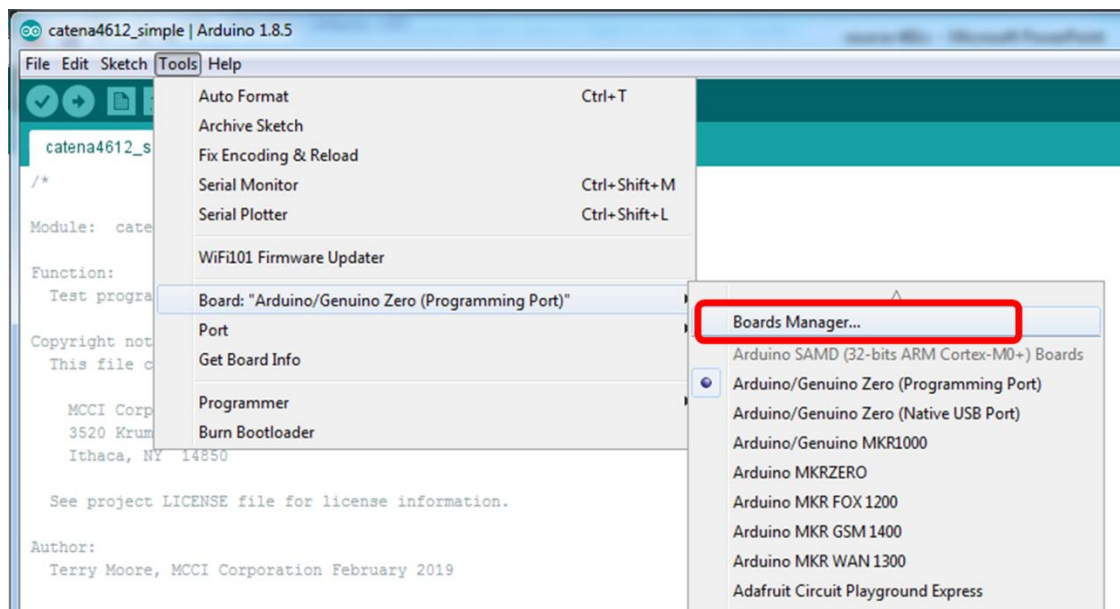 catena4612_simple | Arduino 1.8.5
File Edit Sketch Tools Help
Auto Format Ctrl+T
Archive Sketch
catena4612_s
Fix Encoding & Reload
/*
Serial Monitor Ctrl+Shift+M
Serial Plotter Ctrl+Shift+L
Module: cate
WiFi101 Firmware Updater
Function:
Test progra
Board: "Arduino/Genuino Zero (Programming Port)"
Boards Manager...
Port
Copyright not
Arduino SAMD (32-bits ARM Cortex-M0+) Boards
Get Board Info
This file c
Arduino/Genuino Zero (Programming Port)
Programmer
MCCI Corp
Arduino/Genuino Zero (Native USB Port)
Burn Bootloader
3520 Krum
Arduino/Genuino MKR1000
Ithaca, NY 14850
Arduino MKRZERO
See project LICENSE file for license information.
Arduino MKR FOX 1200
Arduino MKR GSM 1400
Author:
Arduino MKR WAN 1300
Terry Moore, MCCI Corporation February 2019
Adafruit Circuit Playground Express